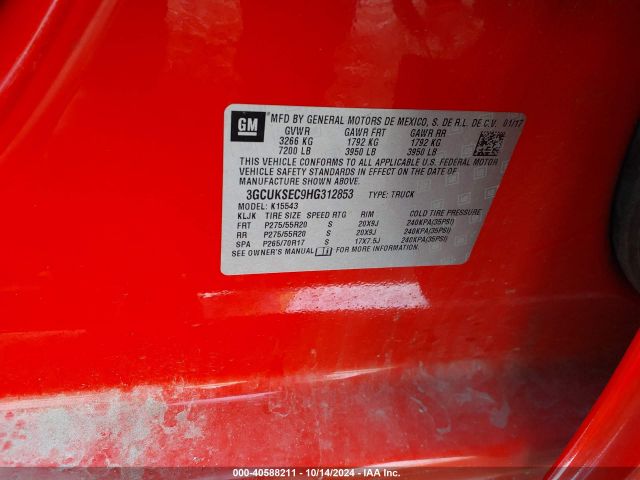 GM
MFD BY GENERAL MOTORS DE MEXICO, S. DE R.L. DE C.V. 01/17
GVWR GAWR FRT GAWR RR
3266 KG 1792 KG 1792 KG
7200 LB 3950 LB 3950 LB
THIS VEHICLE CONFORMS TO ALL APPLICABLE U.S. FEDERAL MOTOR
VEHICLE SAFETY STANDARDS IN EFFECT ON THE DATE OF
MANUFACTURE SHOWN ABOVE.
3GCUKSEC9HG312853 TYPE: TRUCK
MODEL: K15543
KLJK TIRE SIZE SPEED RTG RIM COLD TIRE PRESSURE
FRT P275/55R20 S 20X9J 240KPA(35PSI)
RR P275/55R20 S 20X9J 240KPA(35PSI)
SPA P265/70R17 S 17X7.5J 240KPA(35PSI)
SEE OWNER'S MANUAL FOR MORE INFORMATION.
000-40588211 - 10/14/2024 - IAA Inc.